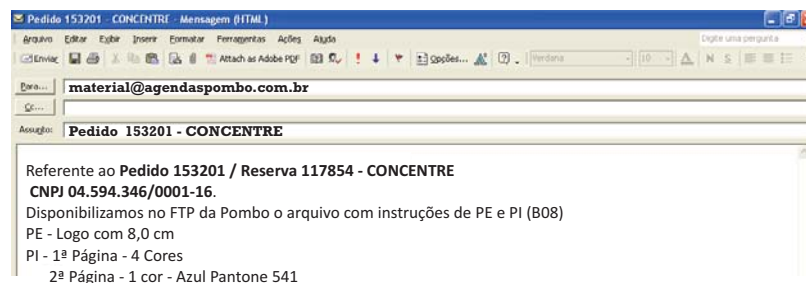 Pedido 153201 - CONCENTRE - Mensagem (HTML)
Arquivo Editar Exibir Inserir Formatar Ferramentas Ações Ajuda Digite uma pergunta
Enviar Attach as Adobe PDF Opções... Verdana 10 A N S
Para... material@agendaspombo.com.br
Cc...
Assunto: Pedido 153201 - CONCENTRE
Referente ao Pedido 153201 / Reserva 117854 - CONCENTRE
CNPJ 04.594.346/0001-16.
Disponibilizamos no FTP da Pombo o arquivo com instruções de PE e PI (B08)
PE - Logo com 8,0 cm
PI - 1ª Página - 4 Cores
2ª Página - 1 cor - Azul Pantone 541